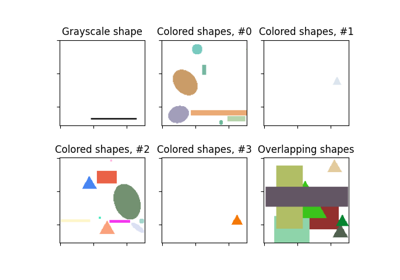 Grayscale shape
Colored shapes, #0
Colored shapes, #1
Colored shapes, #2
Colored shapes, #3
Overlapping shapes